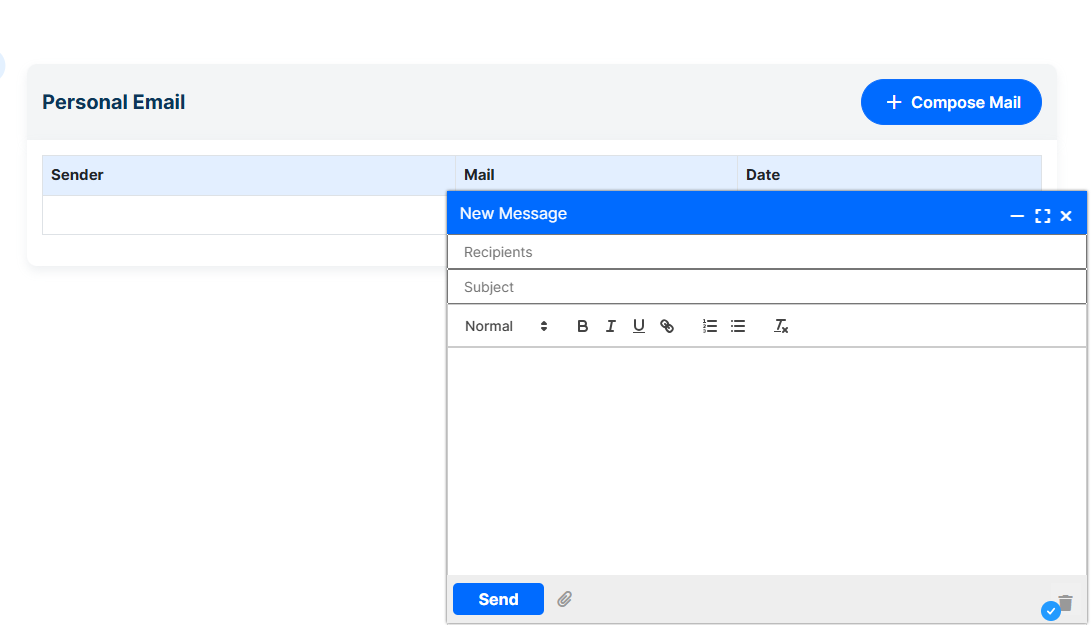 Personal Email
Compose Mail
Sender Mail Date
New Message
Recipients
Subject
Normal B I U
Send